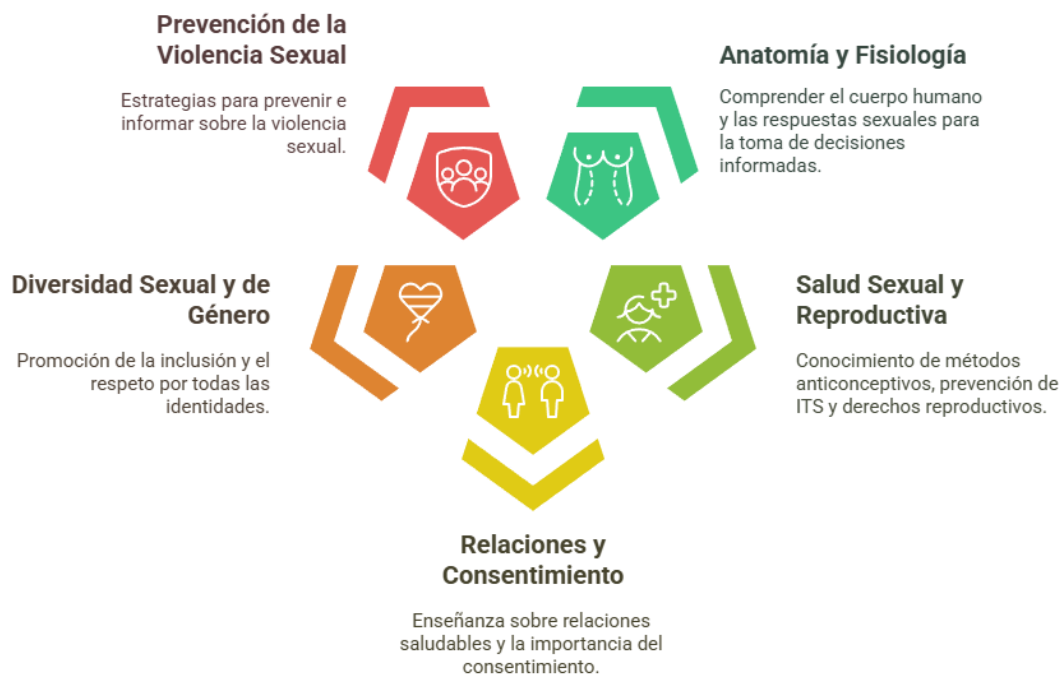 Prevención de la
Violencia Sexual
Estrategias para prevenir e
informar sobre la violencia
sexual.
Anatomía y Fisiología
Comprender el cuerpo humano
y las respuestas sexuales para
la toma de decisiones
informadas.
Diversidad Sexual y de
Género
Promoción de la inclusión y el
respeto por todas las
identidades.
Salud Sexual y
Reproductiva
Conocimiento de métodos
anticonceptivos, prevención de
ITS y derechos reproductivos.
Relaciones y
Consentimiento
Enseñanza sobre relaciones
saludables y la importancia del
consentimiento.